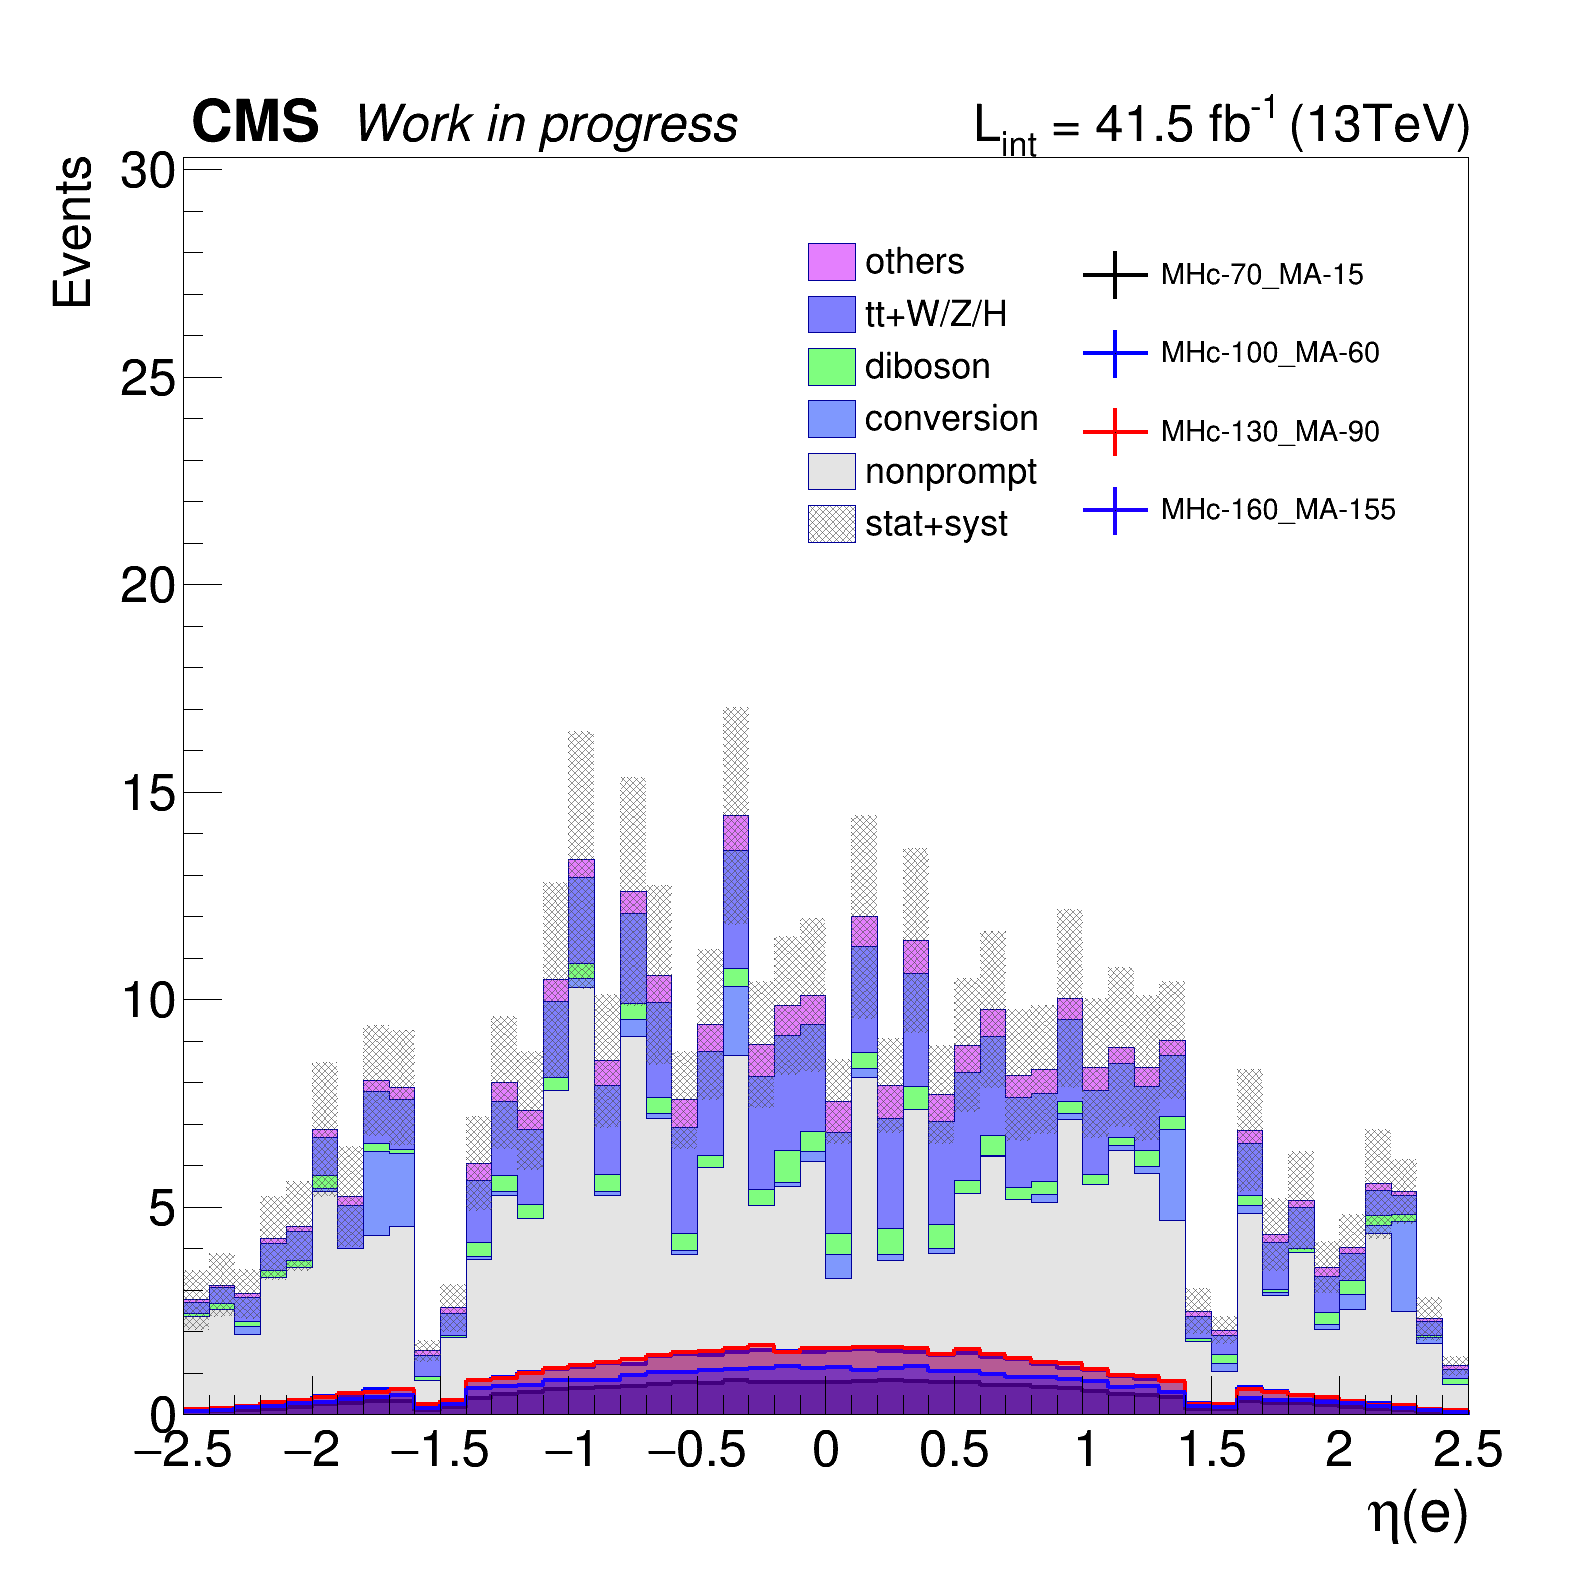 CMS Work in progress
L_int = 41.5 fb^-1 (13TeV)
Events
30
25
20
15
10
5
0
others
tt+W/Z/H
diboson
conversion
nonprompt
stat+syst
MHc-70_MA-15
MHc-100_MA-60
MHc-130_MA-90
MHc-160_MA-155
−2.5 −2 −1.5 −1 −0.5 0 0.5 1 1.5 2 2.5
η(e)